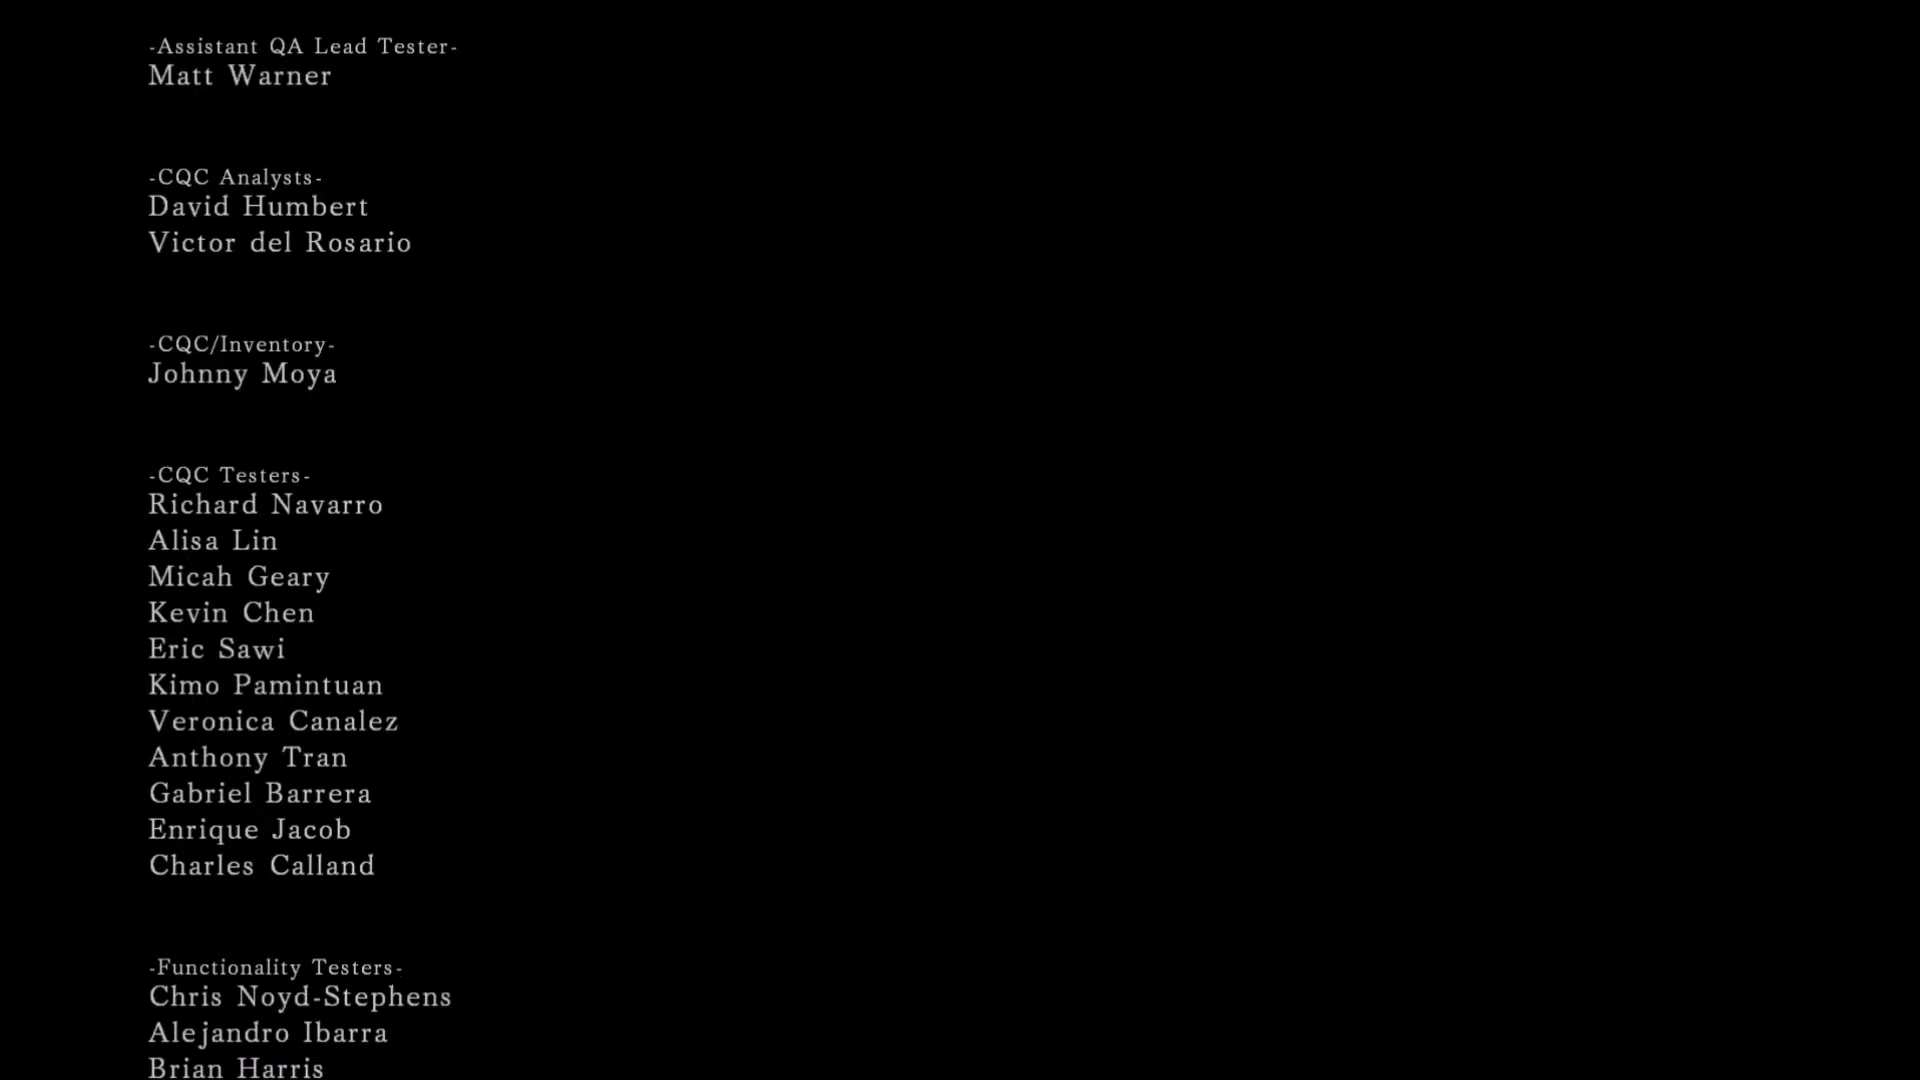 -Assistant QA Lead Tester-
Matt Warner
-CQC Analysts-
David Humbert
Victor del Rosario
-CQC/Inventory-
Johnny Moya
-CQC Testers-
Richard Navarro
Alisa Lin
Micah Geary
Kevin Chen
Eric Sawi
Kimo Pamintuan
Veronica Canalez
Anthony Tran
Gabriel Barrera
Enrique Jacob
Charles Calland
-Functionality Testers-
Chris Noyd-Stephens
Alejandro Ibarra
Brian Harris